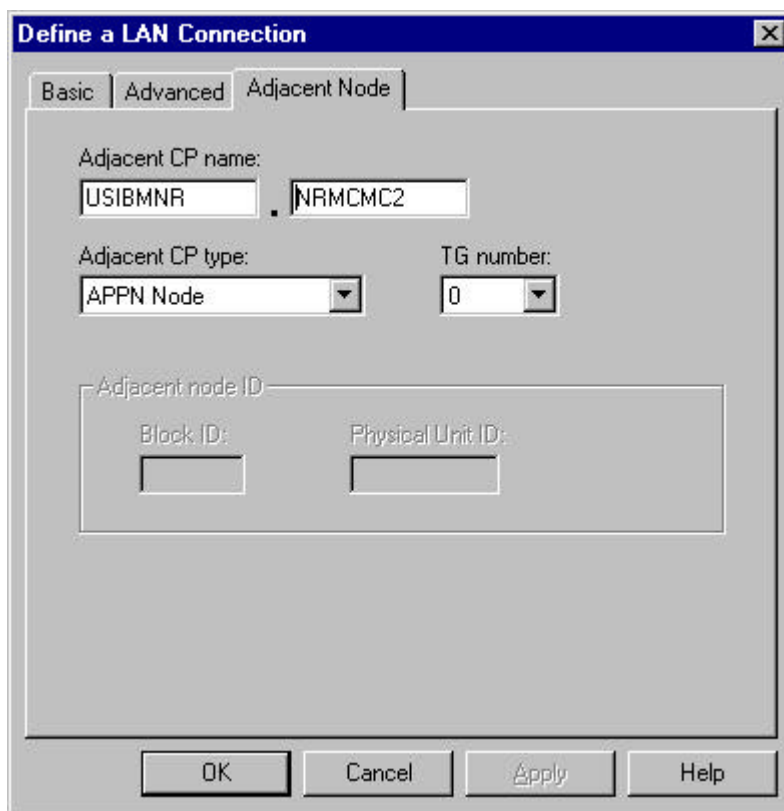 Define a LAN Connection
Basic Advanced Adjacent Node
Adjacent CP name:
USIBMNR . NRMCMC2
Adjacent CP type: TG number:
APPN Node 0
Adjacent node ID
Block ID: Physical Unit ID:
OK Cancel Apply Help